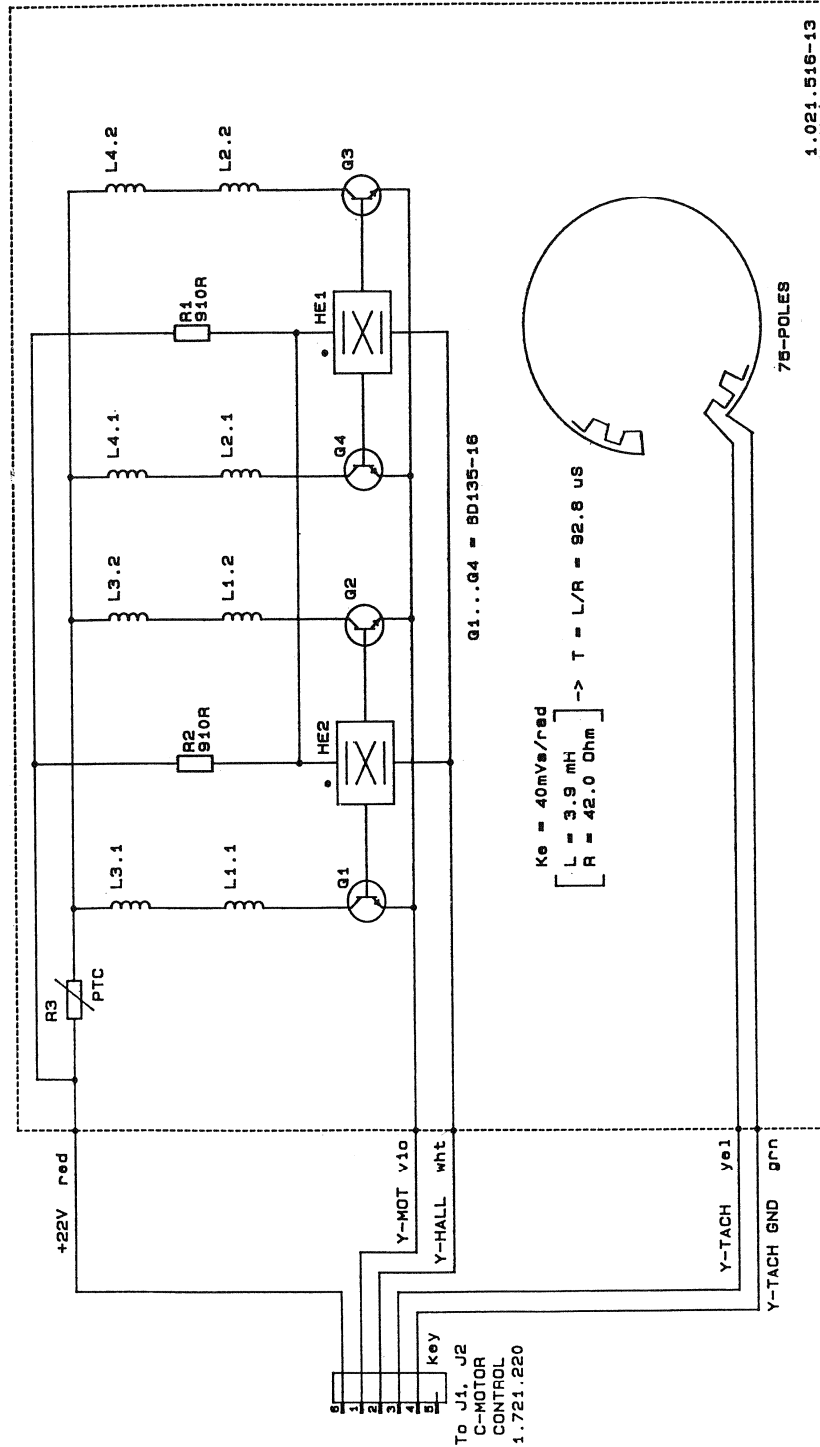 1.021.516-13
L4.2
L2.2
Q3
R1
910R
HE1
L4.1
L2.1
Q4
L3.2
L1.2
Q2
R2
910R
HE2
L3.1
L1.1
Q1
R3
PTC
Q1...Q4 = BD135-16
75-POLES
Ke = 40mVs/rad
L = 3.9 mH
R = 42.0 Ohm
-> T = L/R = 92.8 uS
+22V red
Y-MOT vio
Y-HALL wht
Y-TACH yel
Y-TACH GND grn
6
1
2
3
4
5
key
To J1, J2
C-MOTOR
CONTROL
1.721.220